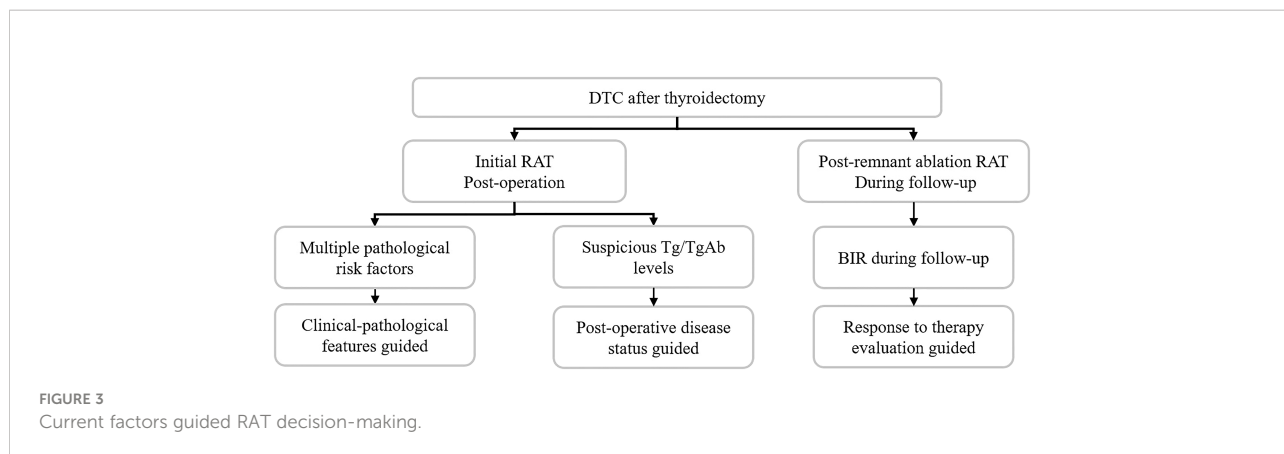 DTC after thyroidectomy
Initial RAT
Post-operation
Post-remnant ablation RAT
During follow-up
Multiple pathological
risk factors
Suspicious Tg/TgAb
levels
BIR during follow-up
Clinical-pathological
features guided
Post-operative disease
status guided
Response to therapy
evaluation guided
FIGURE 3
Current factors guided RAT decision-making.